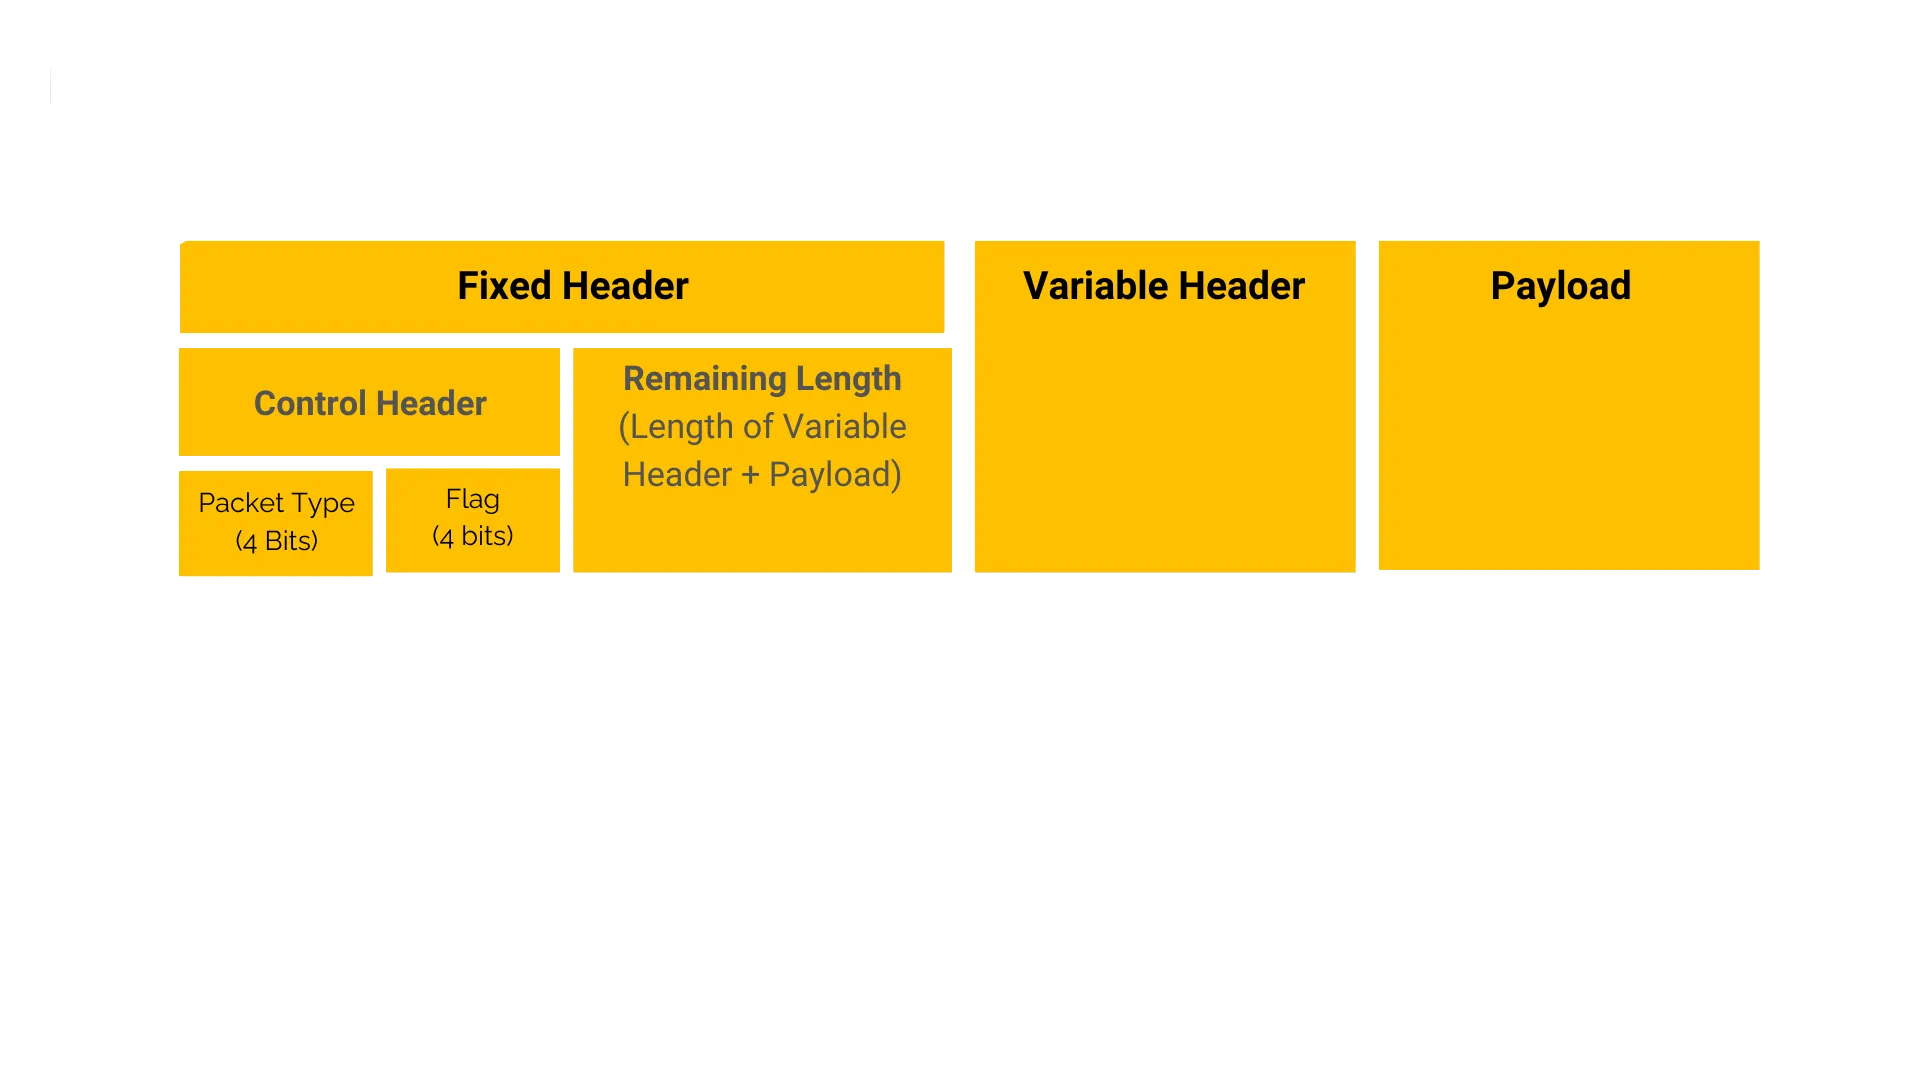 Fixed Header
Variable Header
Payload
Control Header
Remaining Length
(Length of Variable
Header + Payload)
Packet Type
(4 Bits)
Flag
(4 bits)